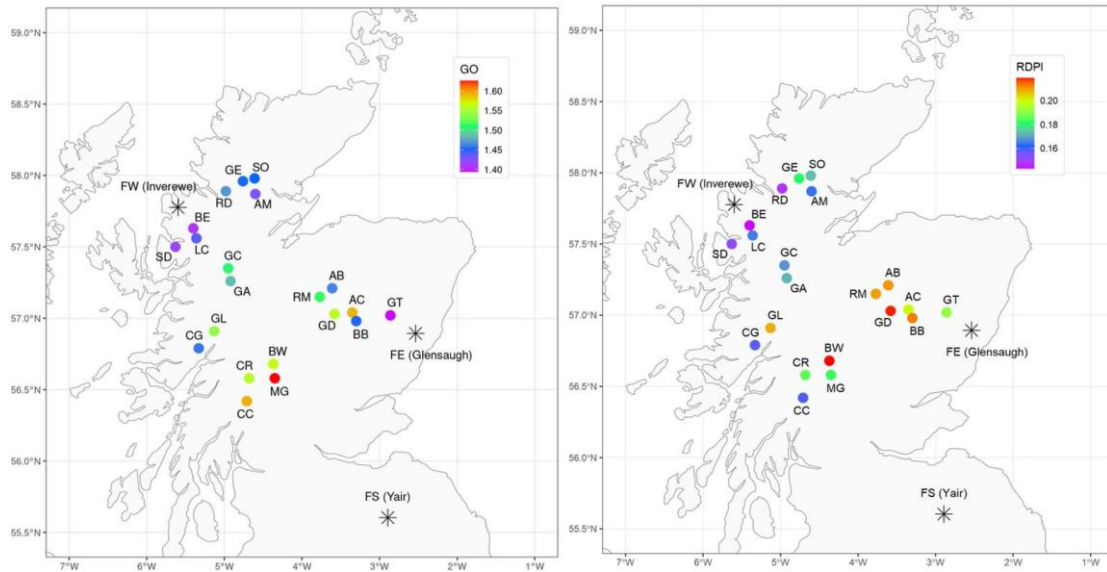 59.0°N
58.5°N
58.0°N
57.5°N
57.0°N
56.5°N
56.0°N
55.5°N
7°W 6°W 5°W 4°W 3°W 2°W 1°W
GO
1.60
1.55
1.50
1.45
1.40
GE SO
FW (Inverewe)
RD AM
BE
SD LC
GC
GA
AB
RM AC GT
GD BB
GL
CG
FE (Glensaugh)
BW
CR
MG
CC
FS (Yair)
59.0°N
58.5°N
58.0°N
57.5°N
57.0°N
56.5°N
56.0°N
55.5°N
7°W 6°W 5°W 4°W 3°W 2°W 1°W
RDPI
0.20
0.18
0.16
GE SO
FW (Inverewe)
RD AM
BE
SD LC
GC
GA
AB
RM AC GT
GD BB
GL
CG
FE (Glensaugh)
BW
CR
MG
CC
FS (Yair)